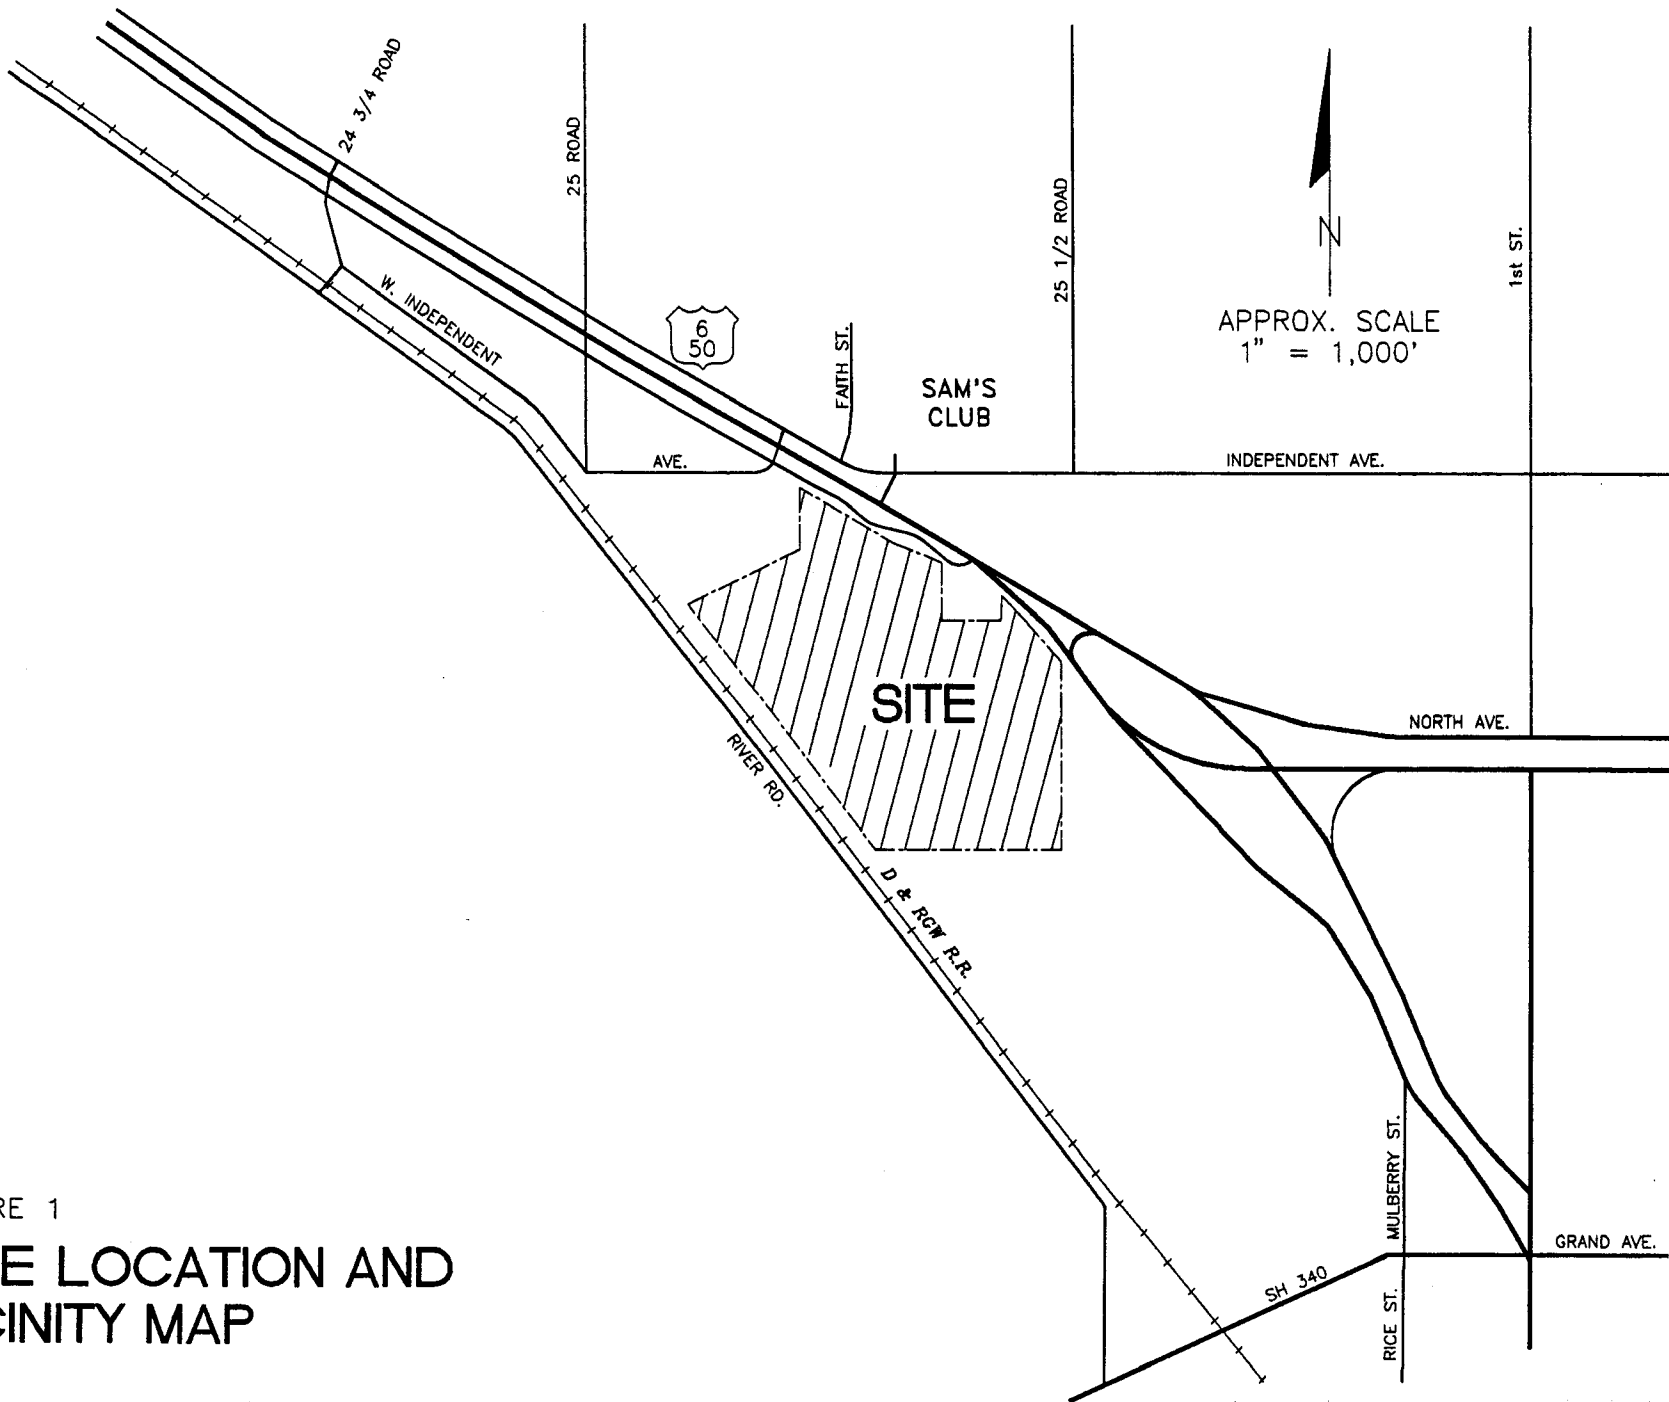 24 3/4 ROAD
25 ROAD
25 1/2 ROAD
1st ST.
N
APPROX. SCALE
1" = 1,000'
W. INDEPENDENT
6
50
FAITH ST.
SAM'S
CLUB
AVE.
INDEPENDENT AVE.
SITE
NORTH AVE.
RIVER RD.
D & RGW R.R.
MULBERRY ST.
GRAND AVE.
SH 340
RICE ST.
RE 1
E LOCATION AND
CINITY MAP